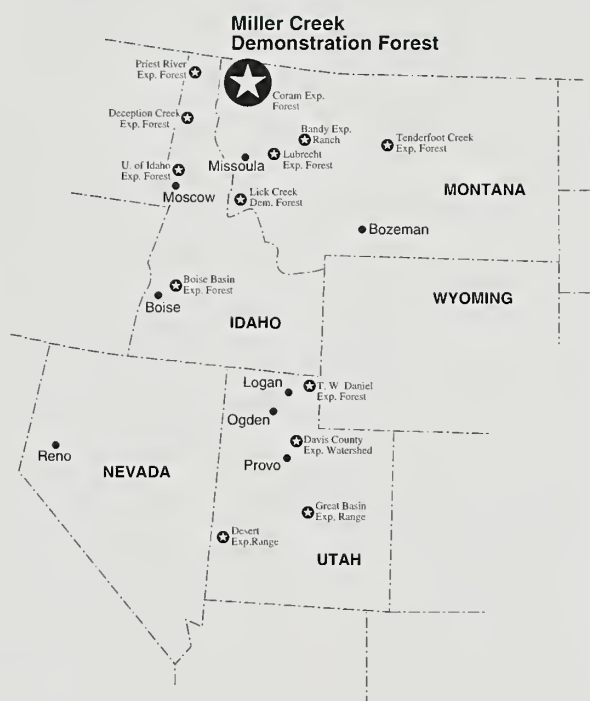 Miller Creek
Demonstration Forest
Priest River
Exp. Forest
Coram Exp.
Forest
Deception Creek
Exp. Forest
Bandy Exp.
Ranch
Tenderfoot Creek
Exp. Forest
Missoula
Lubrecht
Exp. Forest
U. of Idaho
Exp. Forest
Moscow
Lick Creek
Dem. Forest
MONTANA
Bozeman
Boise Basin
Exp. Forest
Boise
IDAHO
WYOMING
Logan
T. W. Daniel
Exp. Forest
Ogden
Davis County
Exp. Watershed
Provo
Reno
NEVADA
Great Basin
Exp. Range
Desert
Exp.Range
UTAH